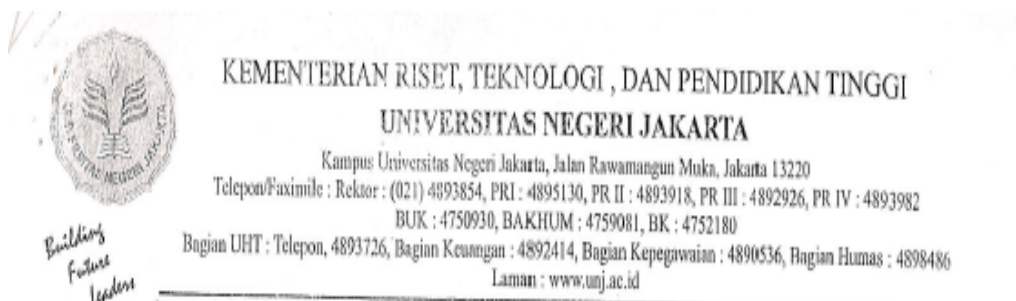 KEMENTERIAN RISET, TEKNOLOGI , DAN PENDIDIKAN TINGGI
UNIVERSITAS NEGERI JAKARTA
Kampus Universitas Negeri Jakarta, Jalan Rawamangun Muka, Jakarta 13220
Telepon/Faximile : Rektor : (021) 4893854, PRI : 4895130, PR II : 4893918, PR III : 4892926, PR IV : 4893982
BUK : 4750930, BAKHUM : 4759081, BK : 4752180
Bagian UHT : Telepon, 4893726, Bagian Keuangan : 4892414, Bagian Kepegawaian : 4890536, Bagian Humas : 4898486
Laman : www.unj.ac.id
UNIVERSITAS NEGERI JAKARTA
Building
Future
Leaders